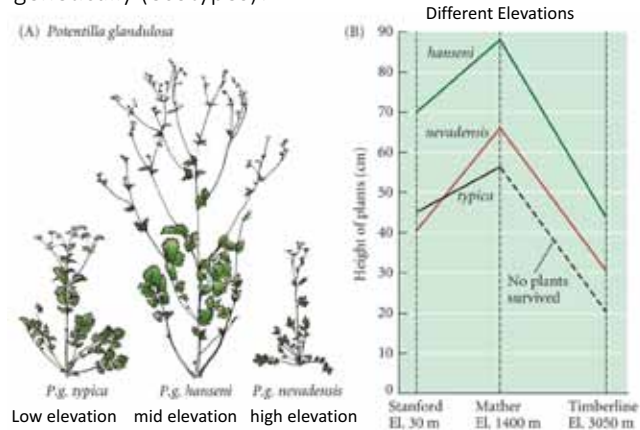 genetically (ecotypes)
Different Elevations
(A) Potentilla glandulosa
P.g. typica
P.g. hanseni
P.g. nevadensis
Low elevation
mid elevation
high elevation
(B)
Height of plants (cm)
90
80
70
60
50
40
30
20
10
0
hanseni
nevadensis
typica
No plants
survived
Stanford
El. 30 m
Mather
El. 1400 m
Timberline
El. 3050 m